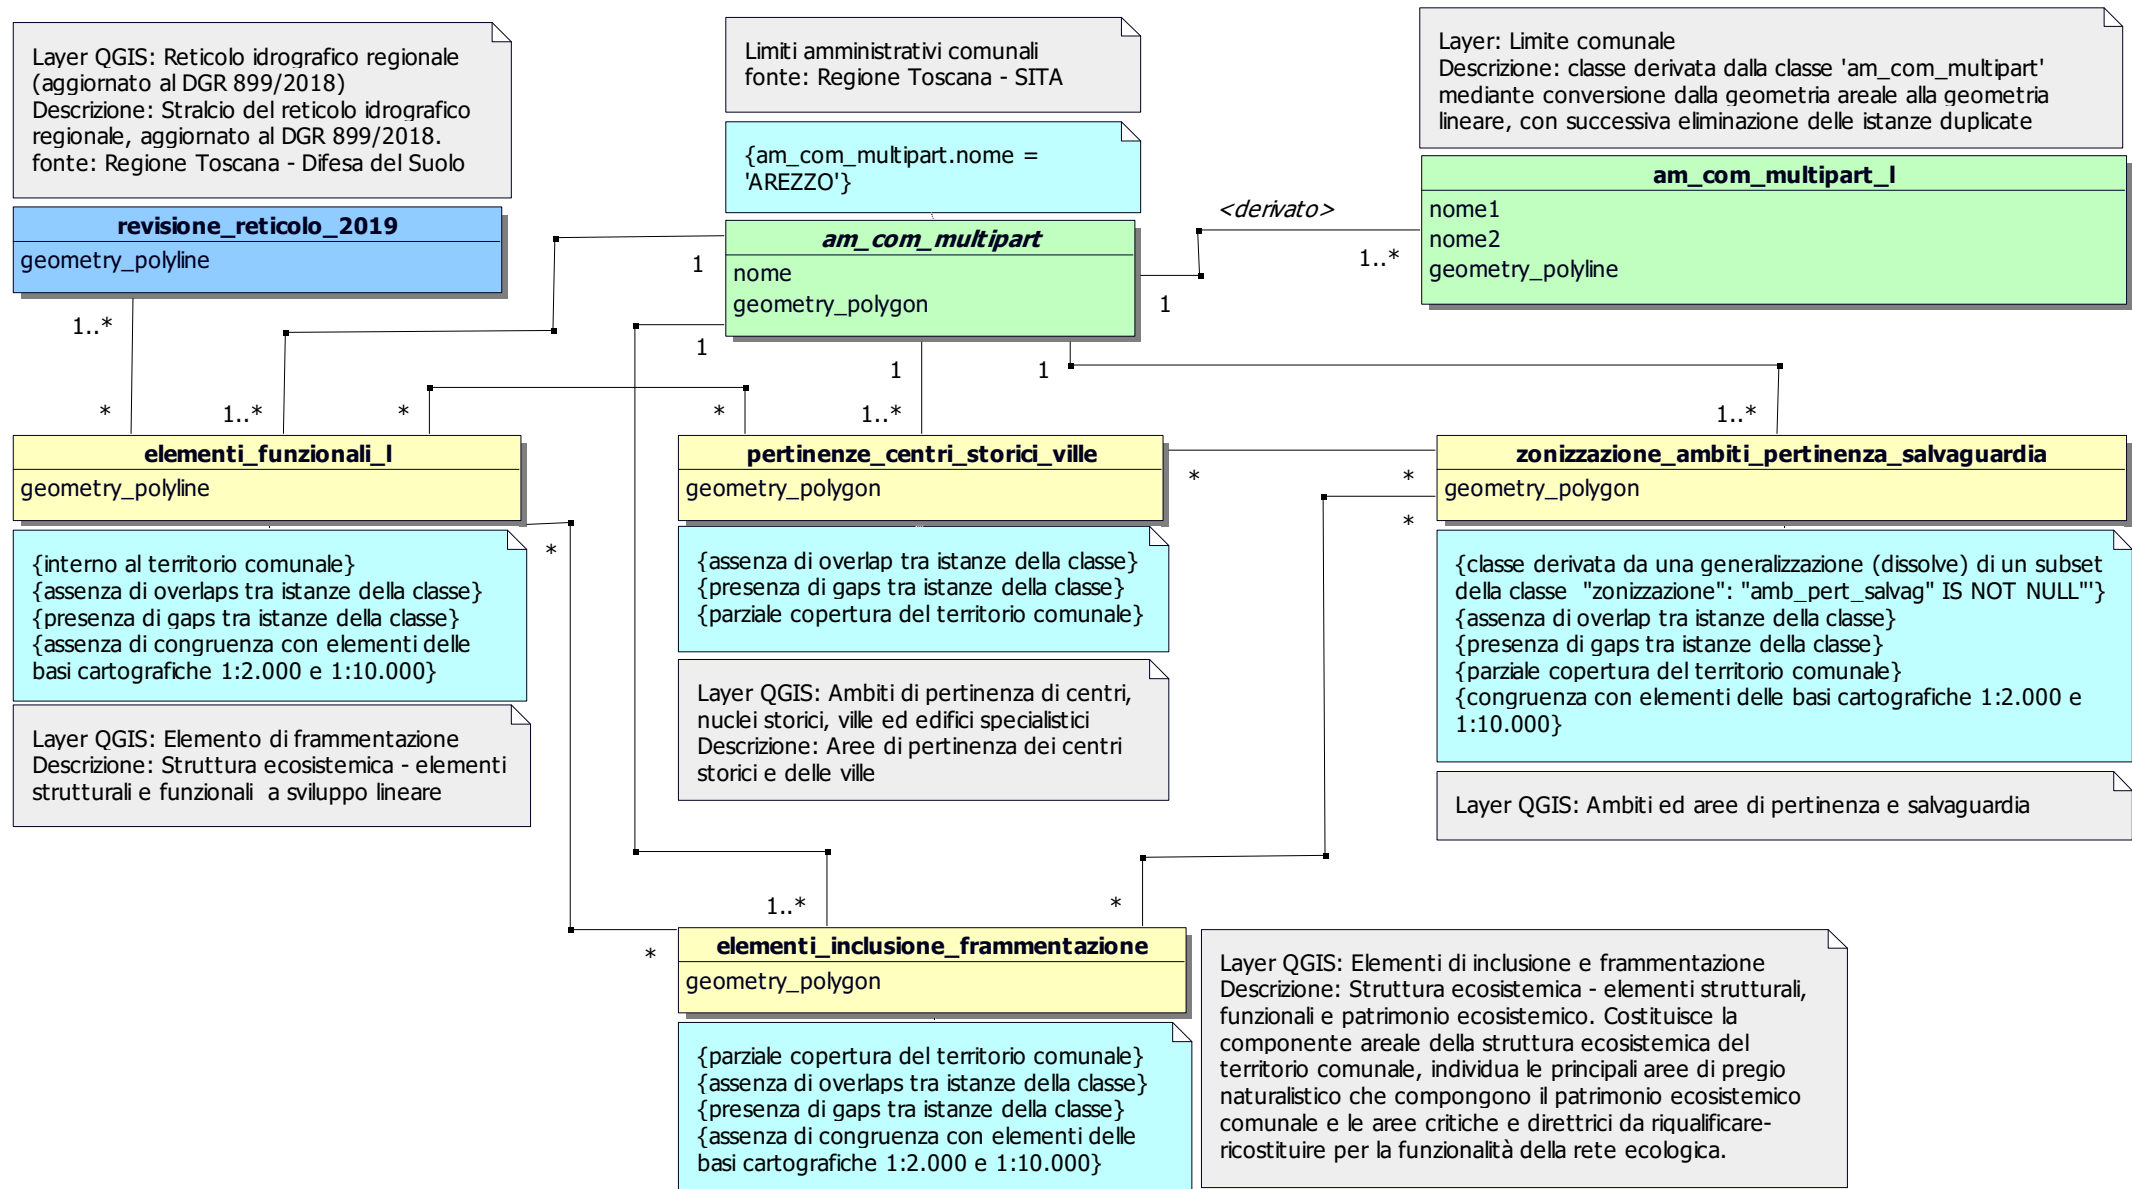 Layer QGIS: Reticolo idrografico regionale
(aggiornato al DGR 899/2018)
Descrizione: Stralcio del reticolo idrografico
regionale, aggiornato al DGR 899/2018.
fonte: Regione Toscana - Difesa del Suolo
Limiti amministrativi comunali
fonte: Regione Toscana - SITA
Layer: Limite comunale
Descrizione: classe derivata dalla classe 'am_com_multipart'
mediante conversione dalla geometria areale alla geometria
lineare, con successiva eliminazione delle istanze duplicate
{am_com_multipart.nome =
'AREZZO'}
revisione_reticolo_2019
geometry_polyline
am_com_multipart
nome
geometry_polygon
<derivato>
am_com_multipart_l
nome1
nome2
geometry_polyline
1
1..*
1
1..*
1
1
1
*
1..*
*
*
1..*
1..*
elementi_funzionali_l
geometry_polyline
pertinenze_centri_storici_ville
geometry_polygon
*
*
*
zonizzazione_ambiti_pertinenza_salvaguardia
geometry_polygon
*
{interno al territorio comunale}
{assenza di overlaps tra istanze della classe}
{presenza di gaps tra istanze della classe}
{assenza di congruenza con elementi delle
basi cartografiche 1:2.000 e 1:10.000}
{assenza di overlap tra istanze della classe}
{presenza di gaps tra istanze della classe}
{parziale copertura del territorio comunale}
{classe derivata da una generalizzazione (dissolve) di un subset
della classe "zonizzazione": "amb_pert_salvag" IS NOT NULL"'}
{assenza di overlap tra istanze della classe}
{presenza di gaps tra istanze della classe}
{parziale copertura del territorio comunale}
{congruenza con elementi delle basi cartografiche 1:2.000 e
1:10.000}
Layer QGIS: Elemento di frammentazione
Descrizione: Struttura ecosistemica - elementi
strutturali e funzionali a sviluppo lineare
Layer QGIS: Ambiti di pertinenza di centri,
nuclei storici, ville ed edifici specialistici
Descrizione: Aree di pertinenza dei centri
storici e delle ville
Layer QGIS: Ambiti ed aree di pertinenza e salvaguardia
1..*
*
*
elementi_inclusione_frammentazione
geometry_polygon
{parziale copertura del territorio comunale}
{assenza di overlaps tra istanze della classe}
{presenza di gaps tra istanze della classe}
{assenza di congruenza con elementi delle
basi cartografiche 1:2.000 e 1:10.000}
Layer QGIS: Elementi di inclusione e frammentazione
Descrizione: Struttura ecosistemica - elementi strutturali,
funzionali e patrimonio ecosistemico. Costituisce la
componente areale della struttura ecosistemica del
territorio comunale, individua le principali aree di pregio
naturalistico che compongono il patrimonio ecosistemico
comunale e le aree critiche e direttrici da riqualificare-
ricostituire per la funzionalità della rete ecologica.